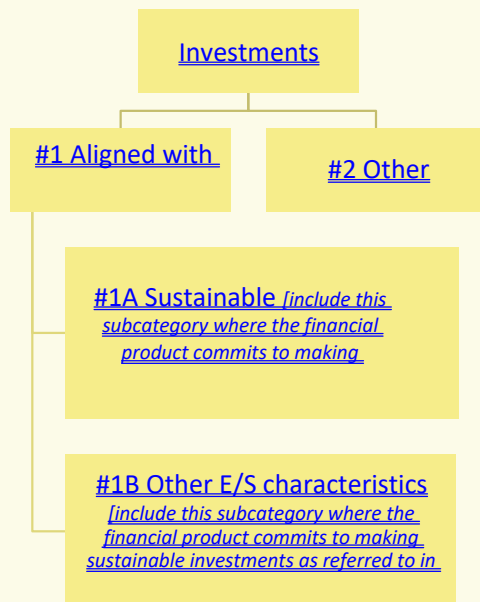 Investments
#1 Aligned with
#2 Other
#1A Sustainable [include this
subcategory where the financial
product commits to making
#1B Other E/S characteristics
[include this subcategory where the
financial product commits to making
sustainable investments as referred to in